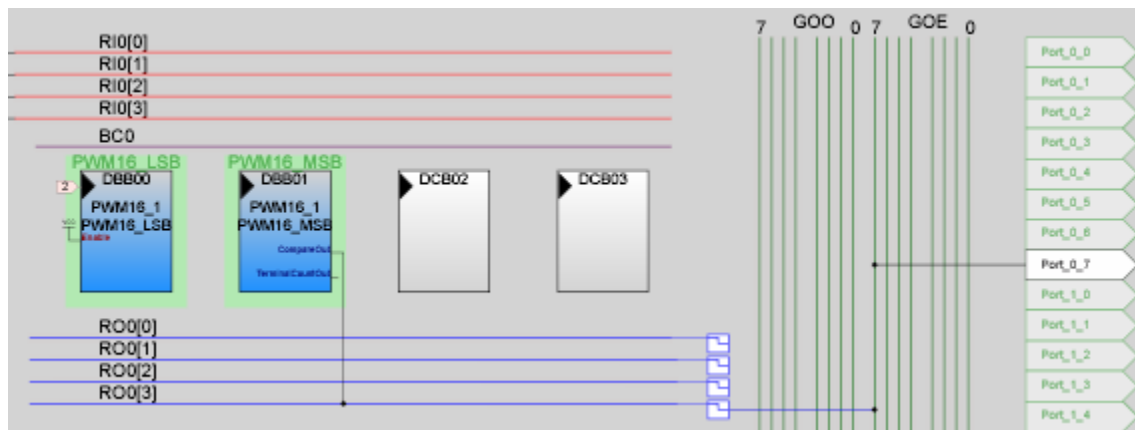 7 GOO 0 7 GOE 0
RI0[0]
RI0[1]
RI0[2]
RI0[3]
BC0
PWM16_LSB
PWM16_MSB
2
DBB00
PWM16_1
PWM16_LSB
Enable
DBB01
PWM16_1
PWM16_MSB
CompareOut
TerminalCountOut
DCB02
DCB03
RO0[0]
RO0[1]
RO0[2]
RO0[3]
Port_0_0
Port_0_1
Port_0_2
Port_0_3
Port_0_4
Port_0_5
Port_0_6
Port_0_7
Port_1_0
Port_1_1
Port_1_2
Port_1_3
Port_1_4